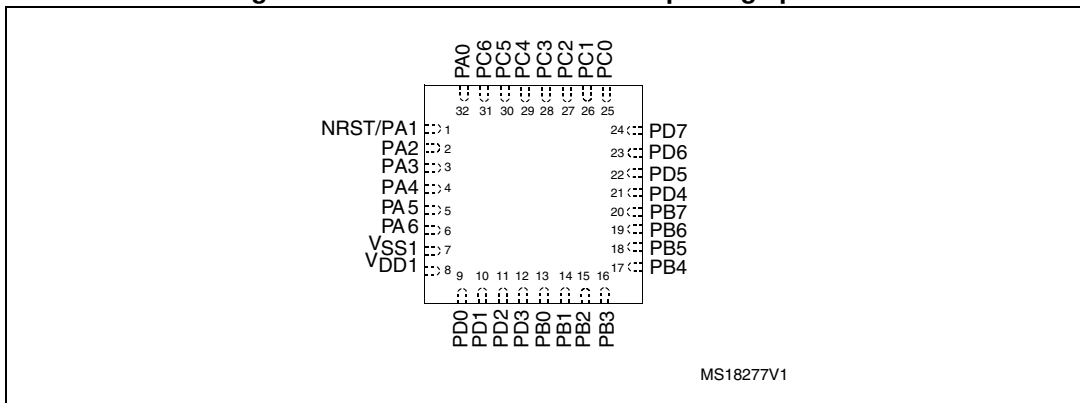 PA0 PC6 PC5 PC4 PC3 PC2 PC1 PC0
32 31 30 29 28 27 26 25
NRST/PA1 1 24 PD7
PA2 2 23 PD6
PA3 3 22 PD5
PA4 4 21 PD4
PA5 5 20 PB7
PA6 6 19 PB6
VSS1 7 18 PB5
VDD1 8 17 PB4
9 10 11 12 13 14 15 16
PD0 PD1 PD2 PD3 PB0 PB1 PB2 PB3
MS18277V1